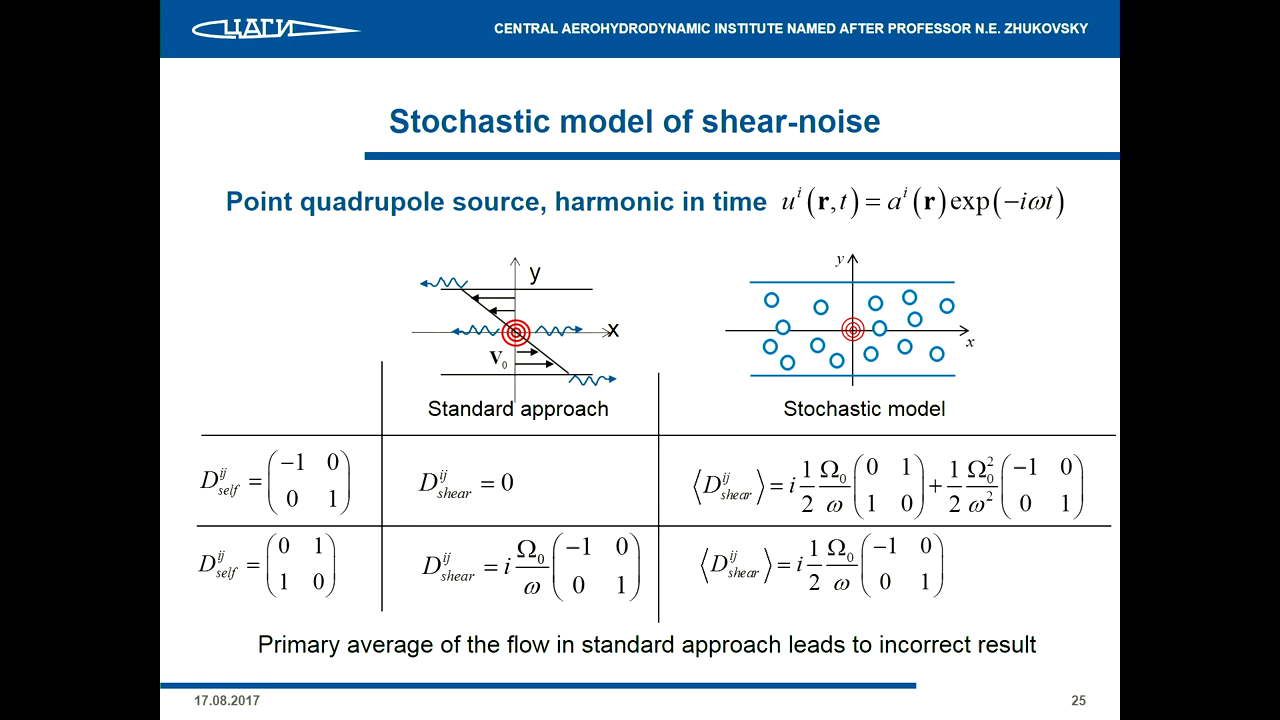 ЦАГИ
CENTRAL AEROHYDRODYNAMIC INSTITUTE NAMED AFTER PROFESSOR N.E. ZHUKOVSKY
Stochastic model of shear-noise
Point quadrupole source, harmonic in time u^i(r,t) = a^i(r)exp(−iωt)
y
x
V_0
Standard approach
y
x
Stochastic model
D^{ij}_{self} = (−1 0; 0 1)
D^{ij}_{shear} = 0
⟨D^{ij}_{shear}⟩ = i 1/2 Ω_0/ω (0 1; 1 0) + 1/2 Ω_0^2/ω^2 (−1 0; 0 1)
D^{ij}_{self} = (0 1; 1 0)
D^{ij}_{shear} = i Ω_0/ω (−1 0; 0 1)
⟨D^{ij}_{shear}⟩ = i 1/2 Ω_0/ω (−1 0; 0 1)
Primary average of the flow in standard approach leads to incorrect result
17.08.2017
25